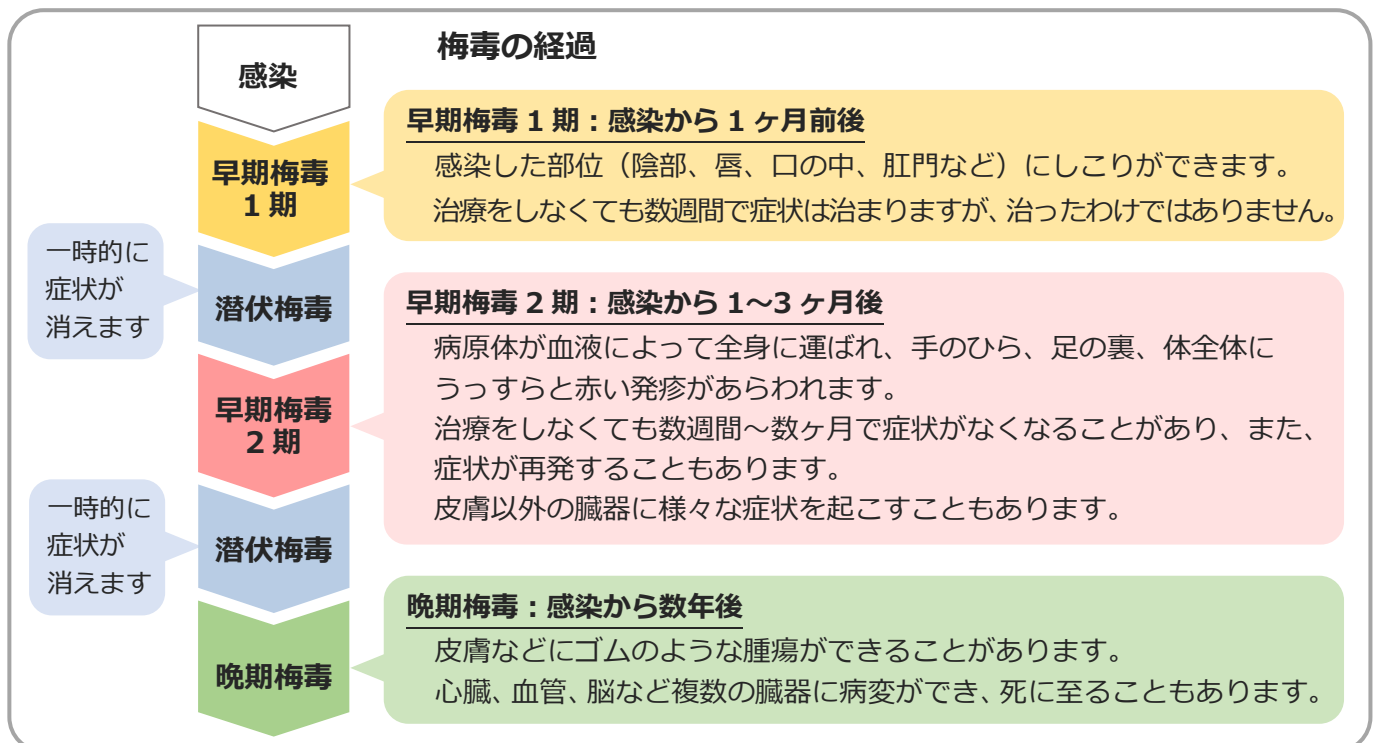 梅毒の経過
感染
早期梅毒
1 期
早期梅毒 1 期：感染から 1 ヶ月前後
感染した部位（陰部、唇、口の中、肛門など）にしこりができます。
治療をしなくても数週間で症状は治まりますが、治ったわけではありません。
一時的に
症状が
消えます
潜伏梅毒
早期梅毒
2 期
早期梅毒 2 期：感染から 1～3 ヶ月後
病原体が血液によって全身に運ばれ、手のひら、足の裏、体全体に
うっすらと赤い発疹があらわれます。
治療をしなくても数週間～数ヶ月で症状がなくなることがあり、また、
症状が再発することもあります。
皮膚以外の臓器に様々な症状を起こすこともあります。
一時的に
症状が
消えます
潜伏梅毒
晩期梅毒
晩期梅毒：感染から数年後
皮膚などにゴムのような腫瘍ができることがあります。
心臓、血管、脳など複数の臓器に病変ができ、死に至ることもあります。